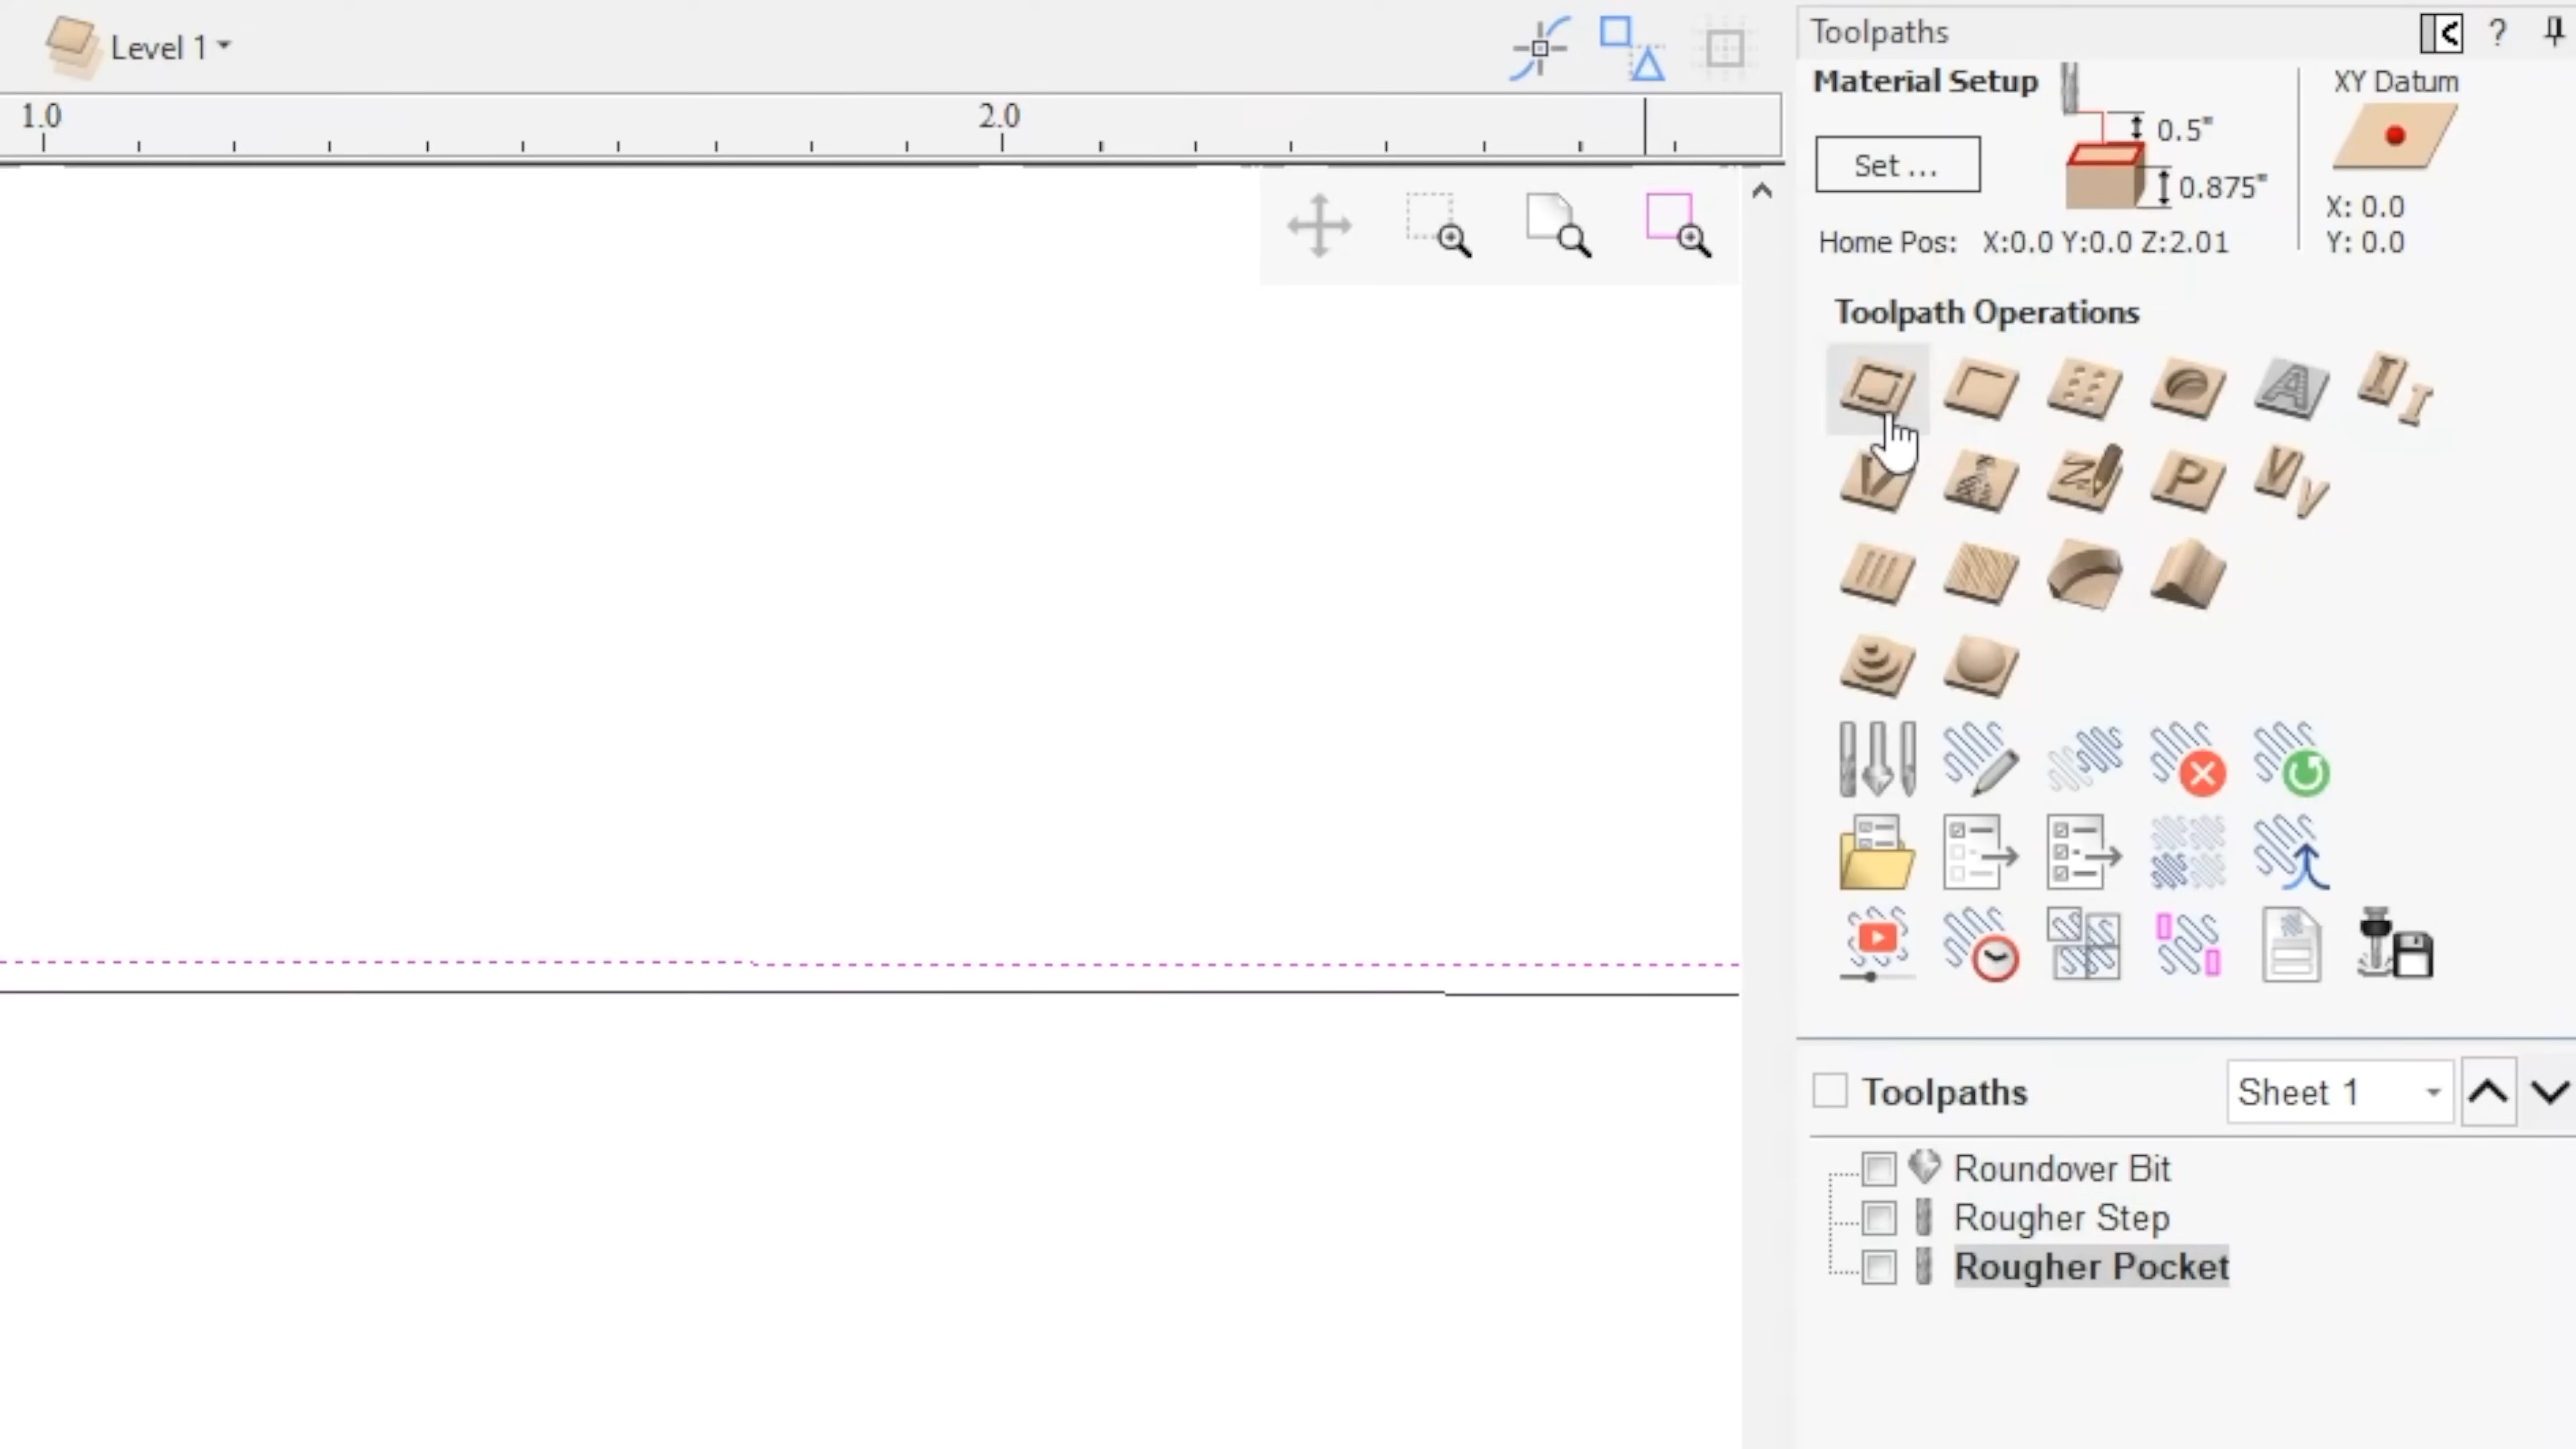 Level 1
1.0
2.0
Toolpaths
?
Material Setup
XY Datum
0.5"
Set ...
0.875"
X: 0.0
Home Pos: X:0.0 Y:0.0 Z:2.01
Y: 0.0
Toolpath Operations
Toolpaths
Sheet 1
Roundover Bit
Rougher Step
Rougher Pocket